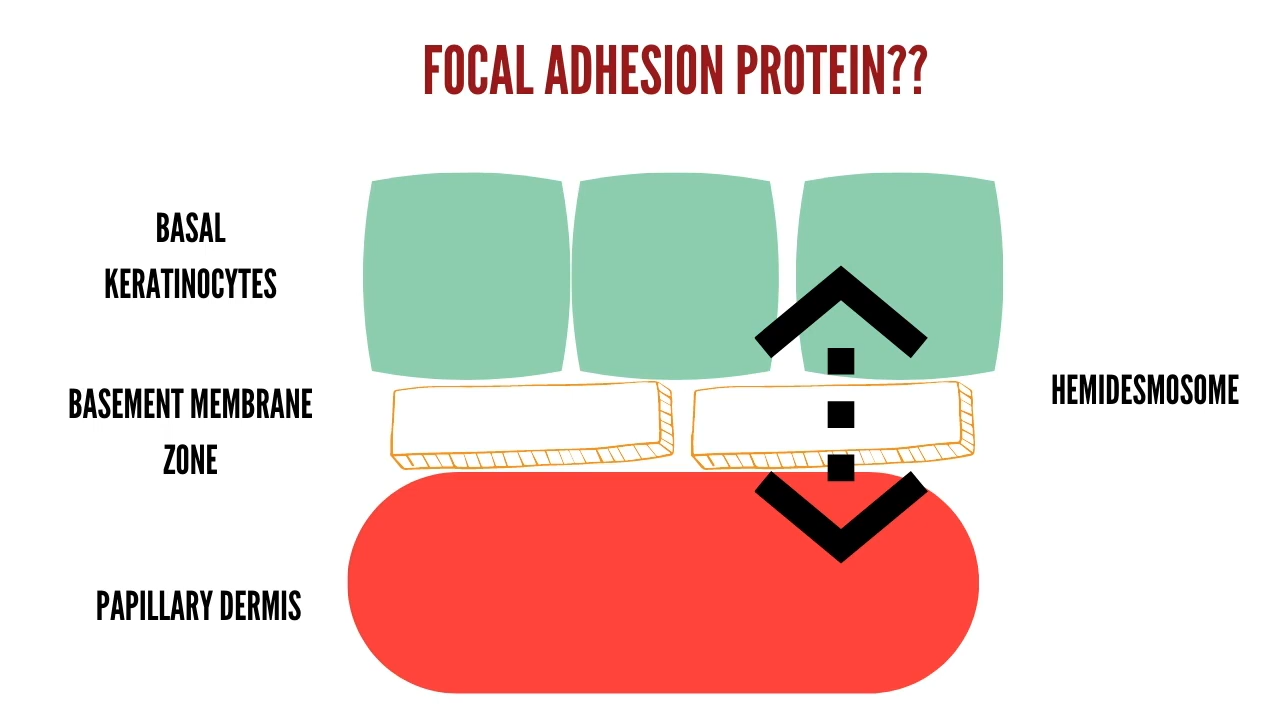 FOCAL ADHESION PROTEIN??
BASAL
KERATINOCYTES
BASEMENT MEMBRANE
ZONE
HEMIDESMOSOME
PAPILLARY DERMIS